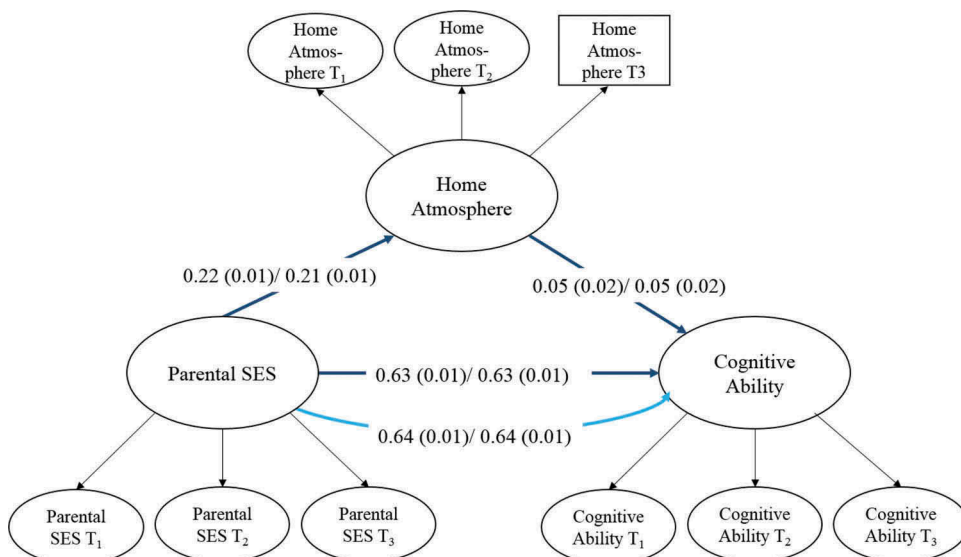 Home
Atmos-
phere T₁
Home
Atmos-
phere T₂
Home
Atmos-
phere T3
Home
Atmosphere
0.22 (0.01)/ 0.21 (0.01)
0.05 (0.02)/ 0.05 (0.02)
Parental SES
0.63 (0.01)/ 0.63 (0.01)
Cognitive
Ability
0.64 (0.01)/ 0.64 (0.01)
Parental
SES T₁
Parental
SES T₂
Parental
SES T₃
Cognitive
Ability T₁
Cognitive
Ability T₂
Cognitive
Ability T₃